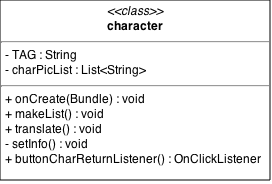 <<class>>
character
- TAG : String
- charPicList : List<String>
+ onCreate(Bundle) : void
+ makeList() : void
+ translate() : void
- setInfo() : void
+ buttonCharReturnListener() : OnClickListener